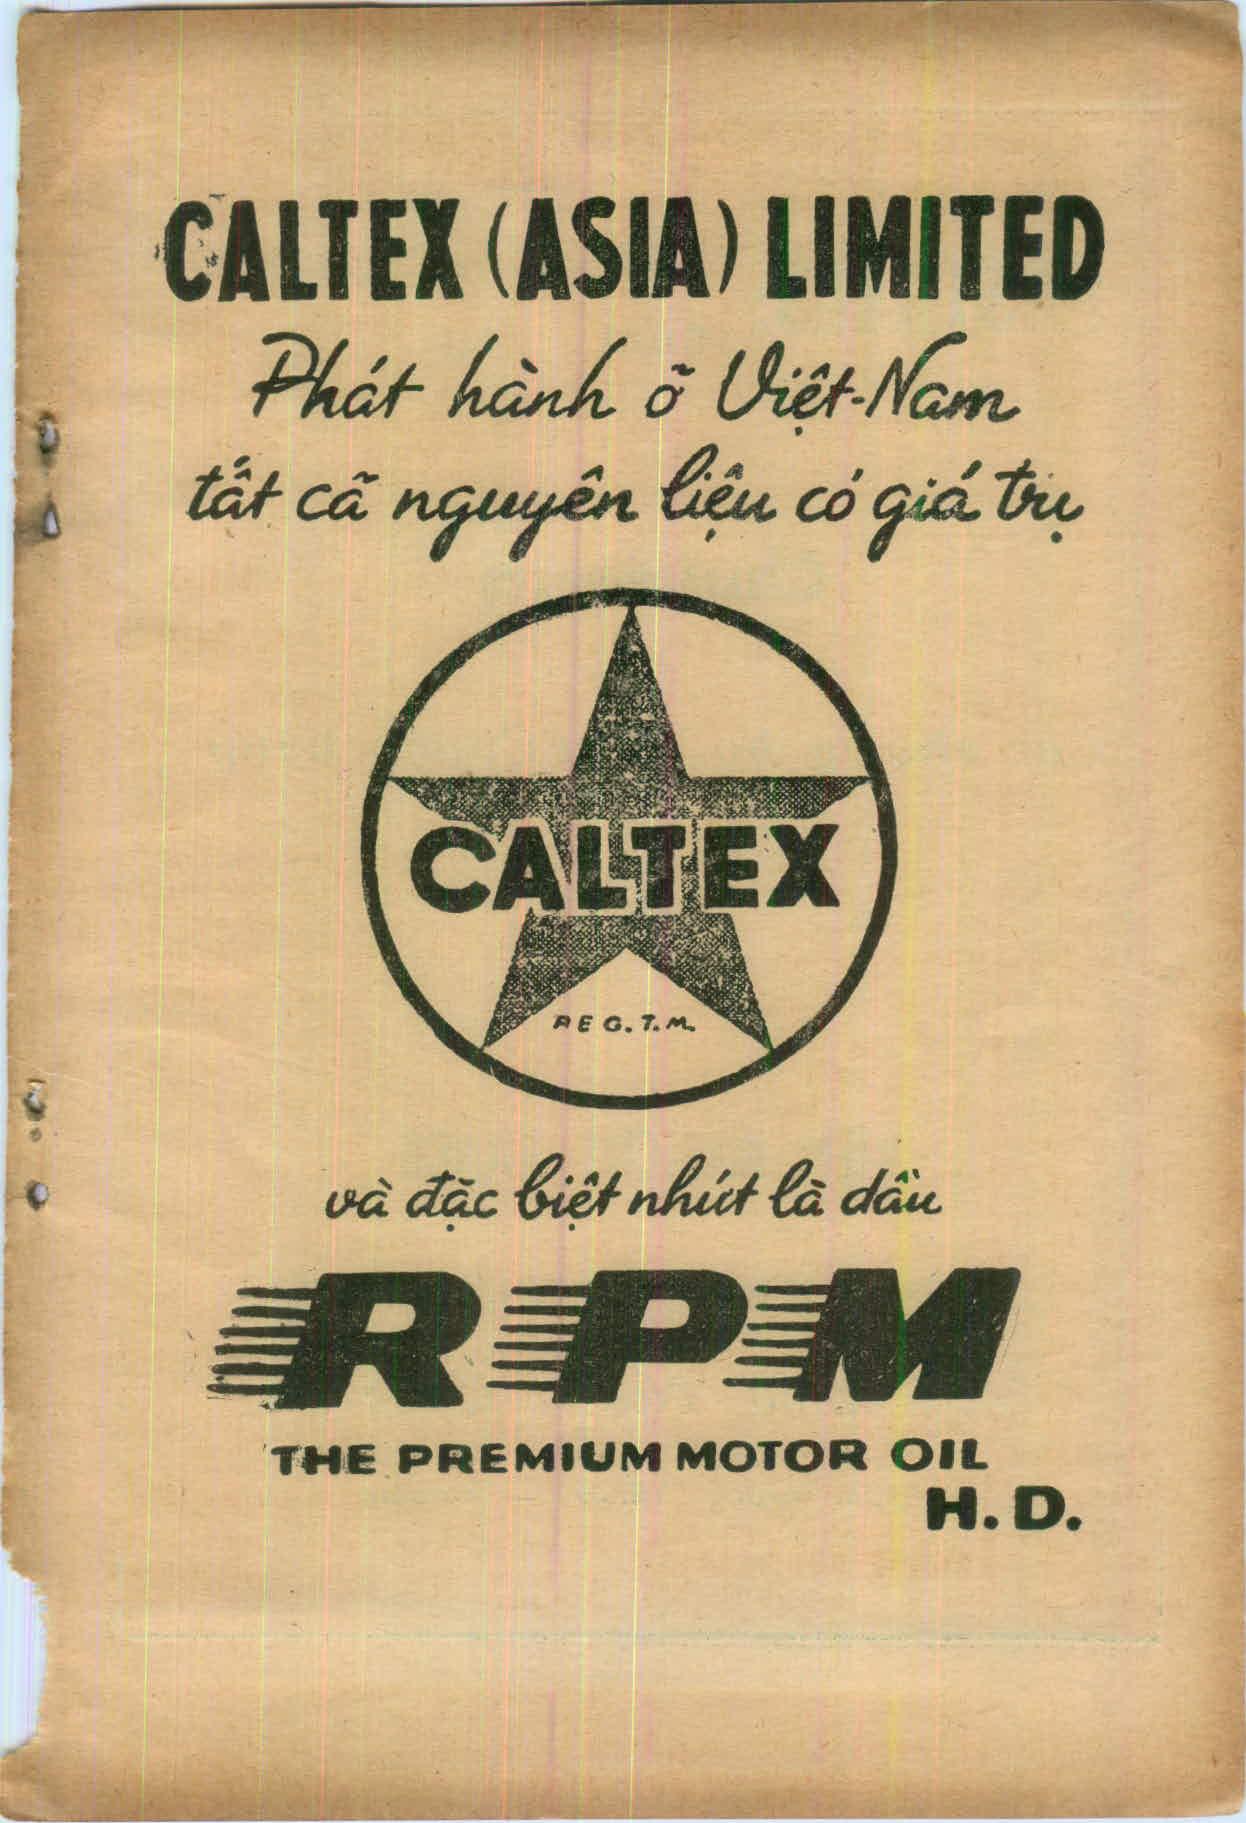 CALTEX (ASIA) LIMITED
Phát hành ỡ Việt-Nam
tất cã nguyên liệu có giá trụ
CALTEX
REG. T.M.
và đặc biệt nhứt là dầu
RPM
THE PREMIUM MOTOR OIL
H.D.